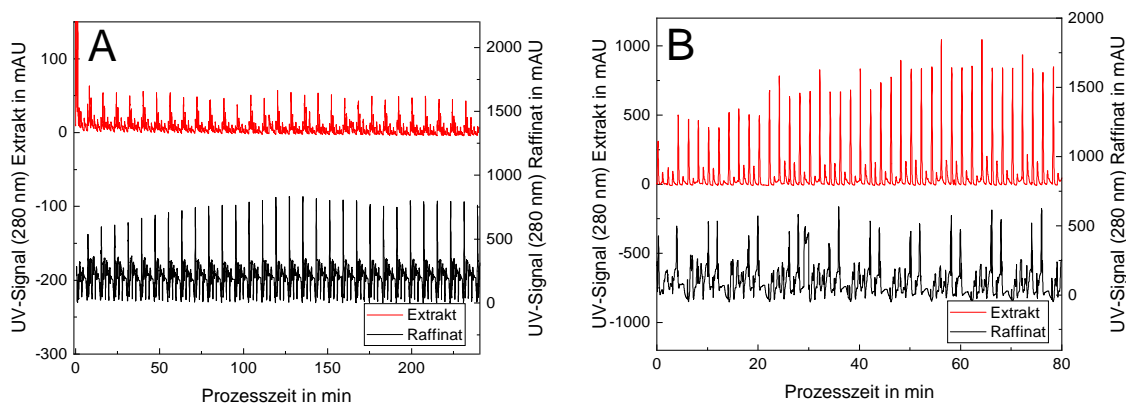 A
UV-Signal (280 nm) Extrakt in mAU
100
0
-100
-200
-300
2000
1500
1000
500
0
UV-Signal (280 nm) Raffinat in mAU
Extrakt
Raffinat
0 50 100 150 200
Prozesszeit in min
B
UV-Signal (280 nm) Extrakt in mAU
1000
500
0
-500
-1000
2000
1500
1000
500
0
UV-Signal (280 nm) Raffinat in mAU
Extrakt
Raffinat
0 20 40 60 80
Prozesszeit in min